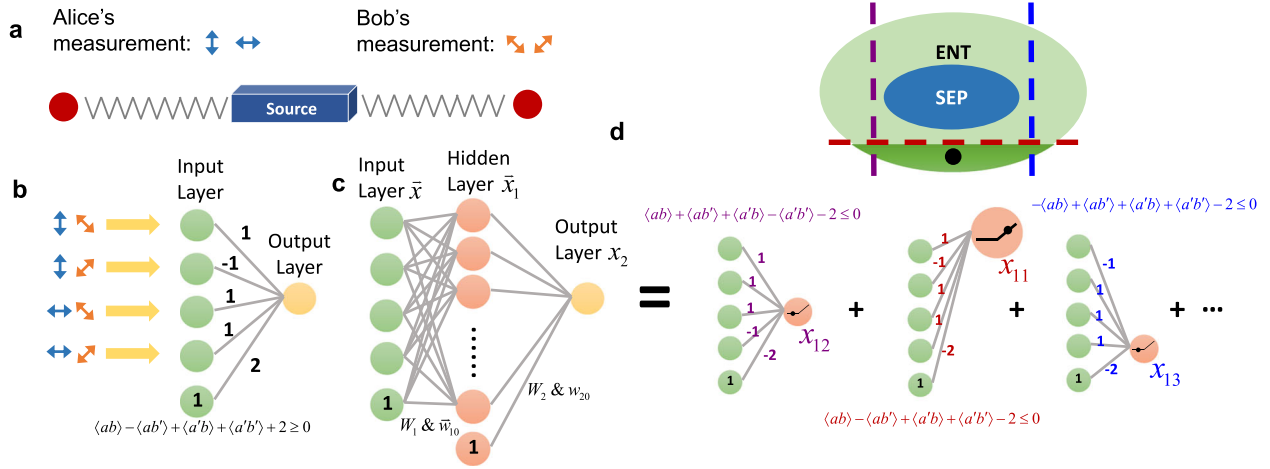 a
Alice's
measurement:
Bob's
measurement:
Source
b
Input
Layer
1
-1
1
1
2
1
Output
Layer
⟨ab⟩−⟨ab′⟩+⟨a′b⟩+⟨a′b′⟩+2≥0
c
Input
Layer x̄
Hidden
Layer x̄₁
Output
Layer x₂
1
W₁ & w̄₁₀
W₂ & w₂₀
1
=
d
ENT
SEP
⟨ab⟩+⟨ab′⟩+⟨a′b⟩−⟨a′b′⟩−2≤0
1
1
1
-1
-2
1
x₁₂
+
1
-1
1
1
-2
1
x₁₁
⟨ab⟩−⟨ab′⟩+⟨a′b⟩+⟨a′b′⟩−2≤0
+
−⟨ab⟩+⟨ab′⟩+⟨a′b⟩+⟨a′b′⟩−2≤0
-1
1
1
1
-2
1
x₁₃
+ ...